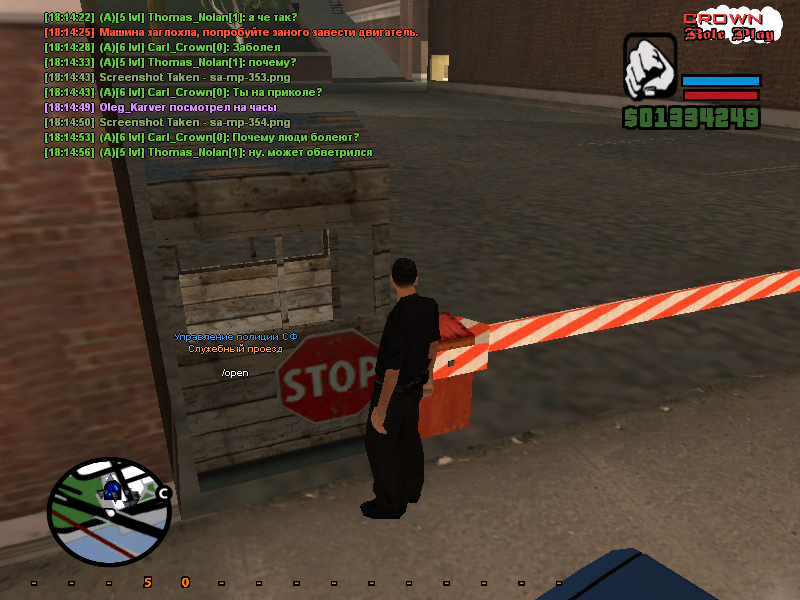 [18:14:22] (A)[5 lvl] Thomas_Nolan[1]: а че так?
[18:14:25] Машина заглохла, попробуйте заного завести двигатель.
[18:14:28] (A)[6 lvl] Carl_Crown[0]: Заболел
[18:14:33] (A)[5 lvl] Thomas_Nolan[1]: почему?
[18:14:43] Screenshot Taken - sa-mp-353.png
[18:14:43] (A)[6 lvl] Carl_Crown[0]: Ты на приколе?
[18:14:49] Oleg_Karver посмотрел на часы
[18:14:50] Screenshot Taken - sa-mp-354.png
[18:14:53] (A)[6 lvl] Carl_Crown[0]: Почему люди болеют?
[18:14:56] (A)[5 lvl] Thomas_Nolan[1]: ну. может обветрился
CROWN
Role Play
$01334249
Управление полиции СФ
Служебный проезд
/open
STOP
C
- - - 5 0 - - - - - - - - - -